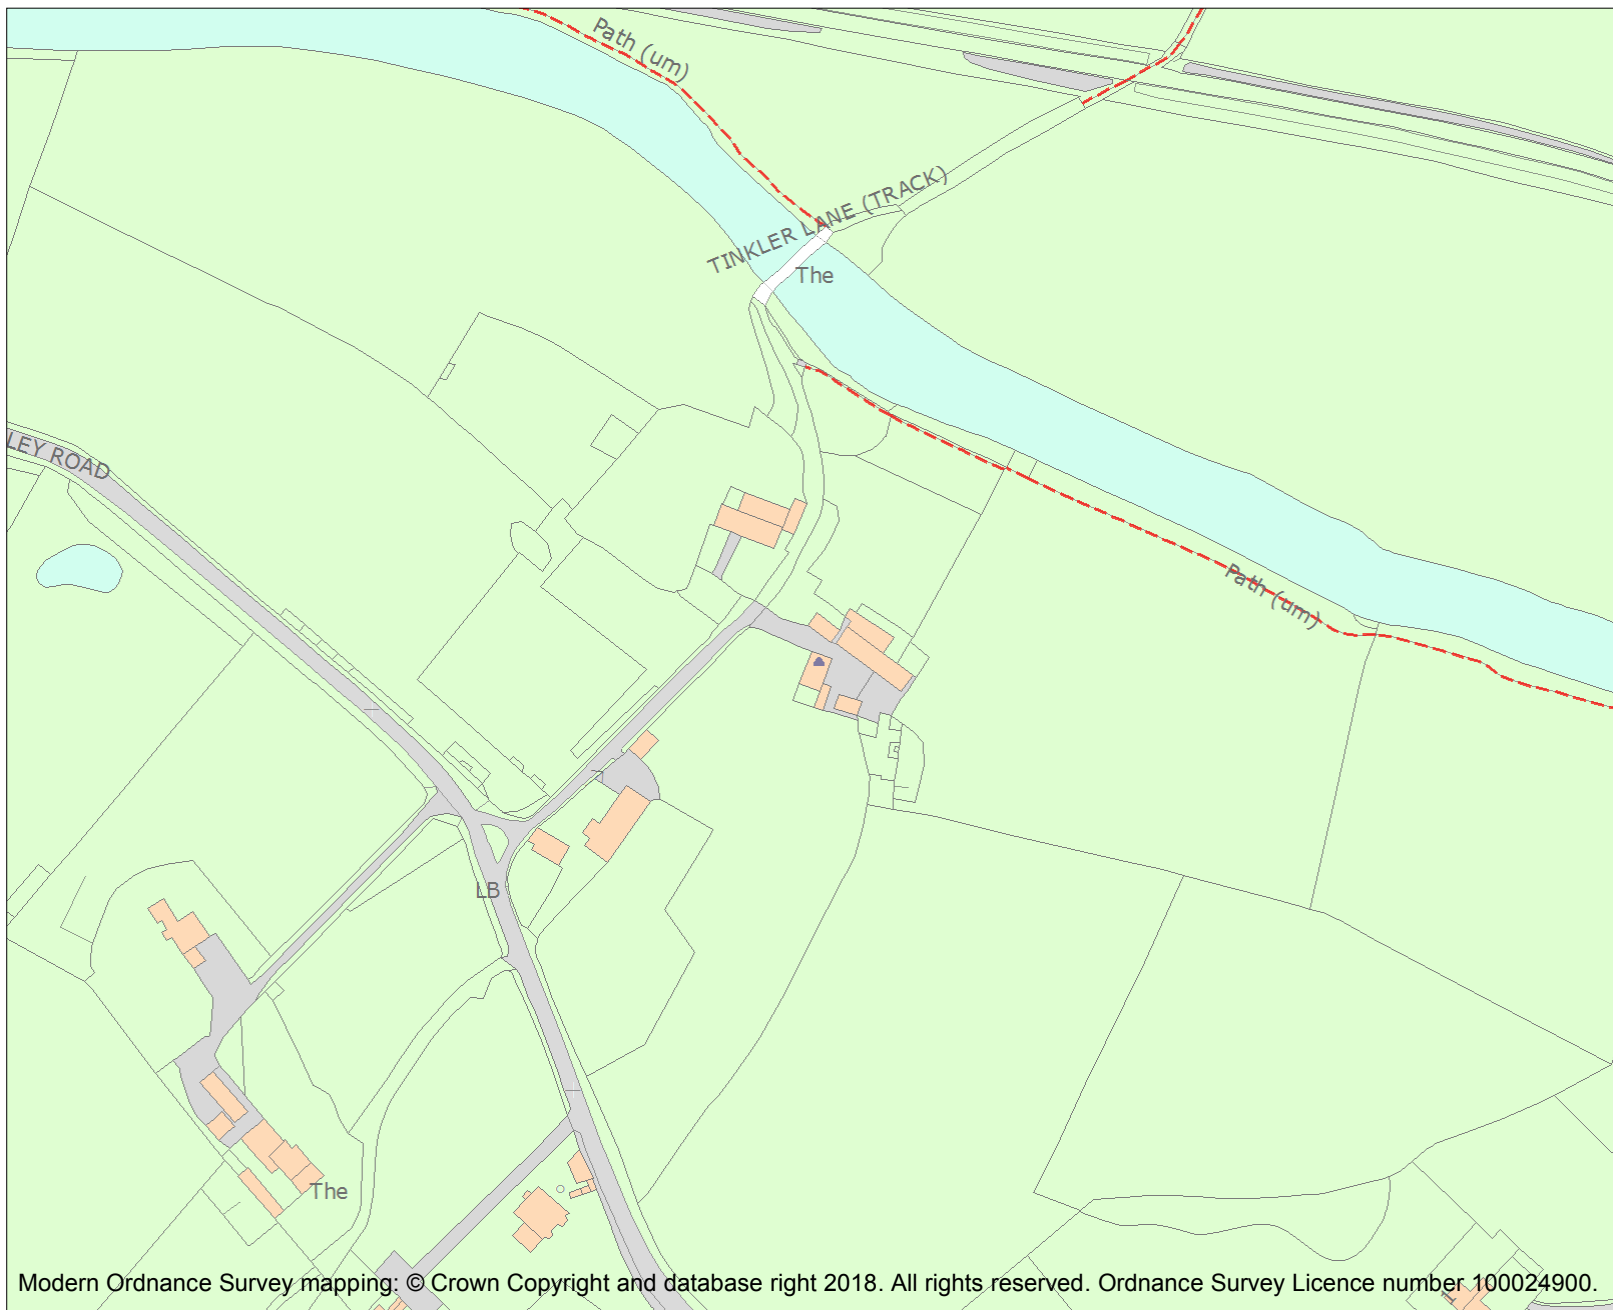 Path (um)
TINKLER LANE (TRACK)
The
LEY ROAD
Path (um)
LB
The
Modern Ordnance Survey mapping: © Crown Copyright and database right 2018. All rights reserved. Ordnance Survey Licence number 100024900.